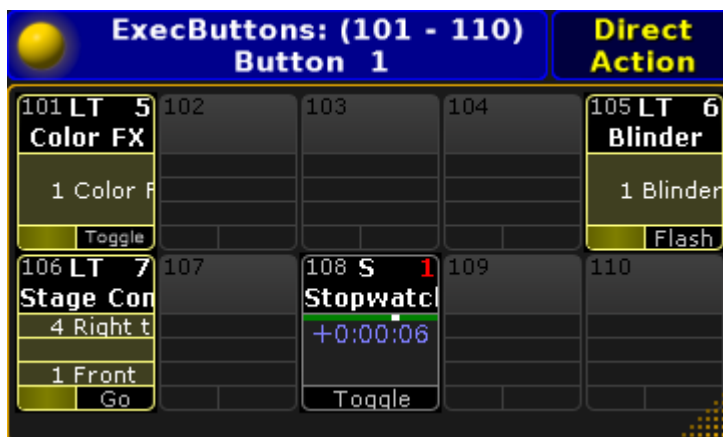 ExecButtons: (101 - 110)
Button 1
Direct
Action
101 LT 5
Color FX
1 Color F
Toggle
102
103
104
105 LT 6
Blinder
1 Blinder
Flash
106 LT 7
Stage Con
4 Right t
1 Front
Go
107
108 S 1
Stopwatcl
+0:00:06
Toggle
109
110